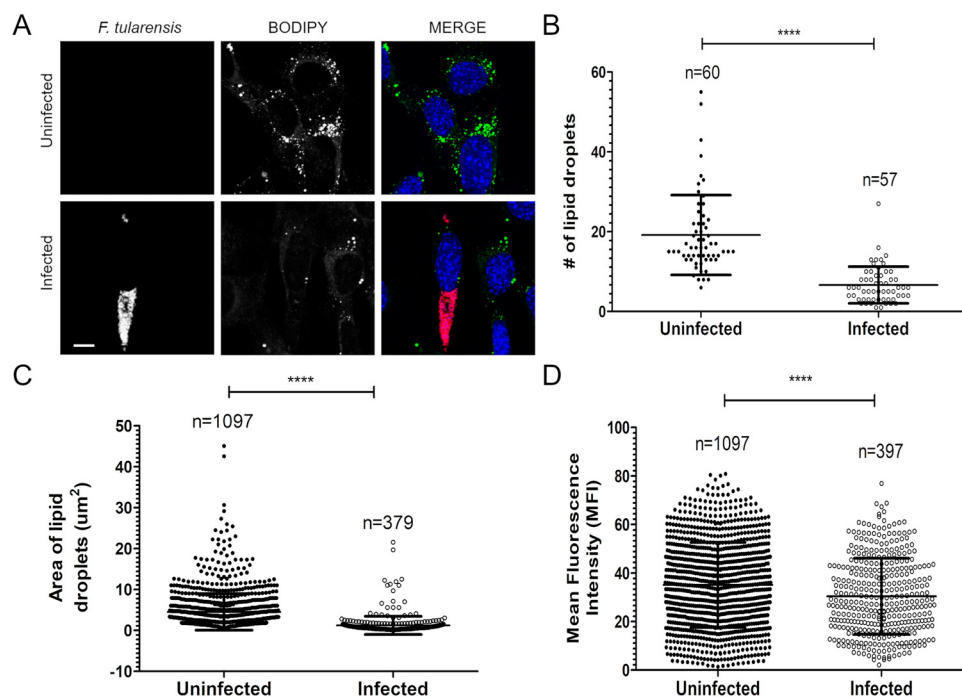 A
F. tularensis
BODIPY
MERGE
Uninfected
Infected
B
****
n=60
n=57
# of lipid droplets
60
40
20
0
Uninfected
Infected
C
****
n=1097
n=379
Area of lipid
droplets (um²)
50
40
30
20
10
0
-10
Uninfected
Infected
D
****
n=1097
n=397
Mean Fluorescence
Intensity (MFI)
100
80
60
40
20
0
Uninfected
Infected